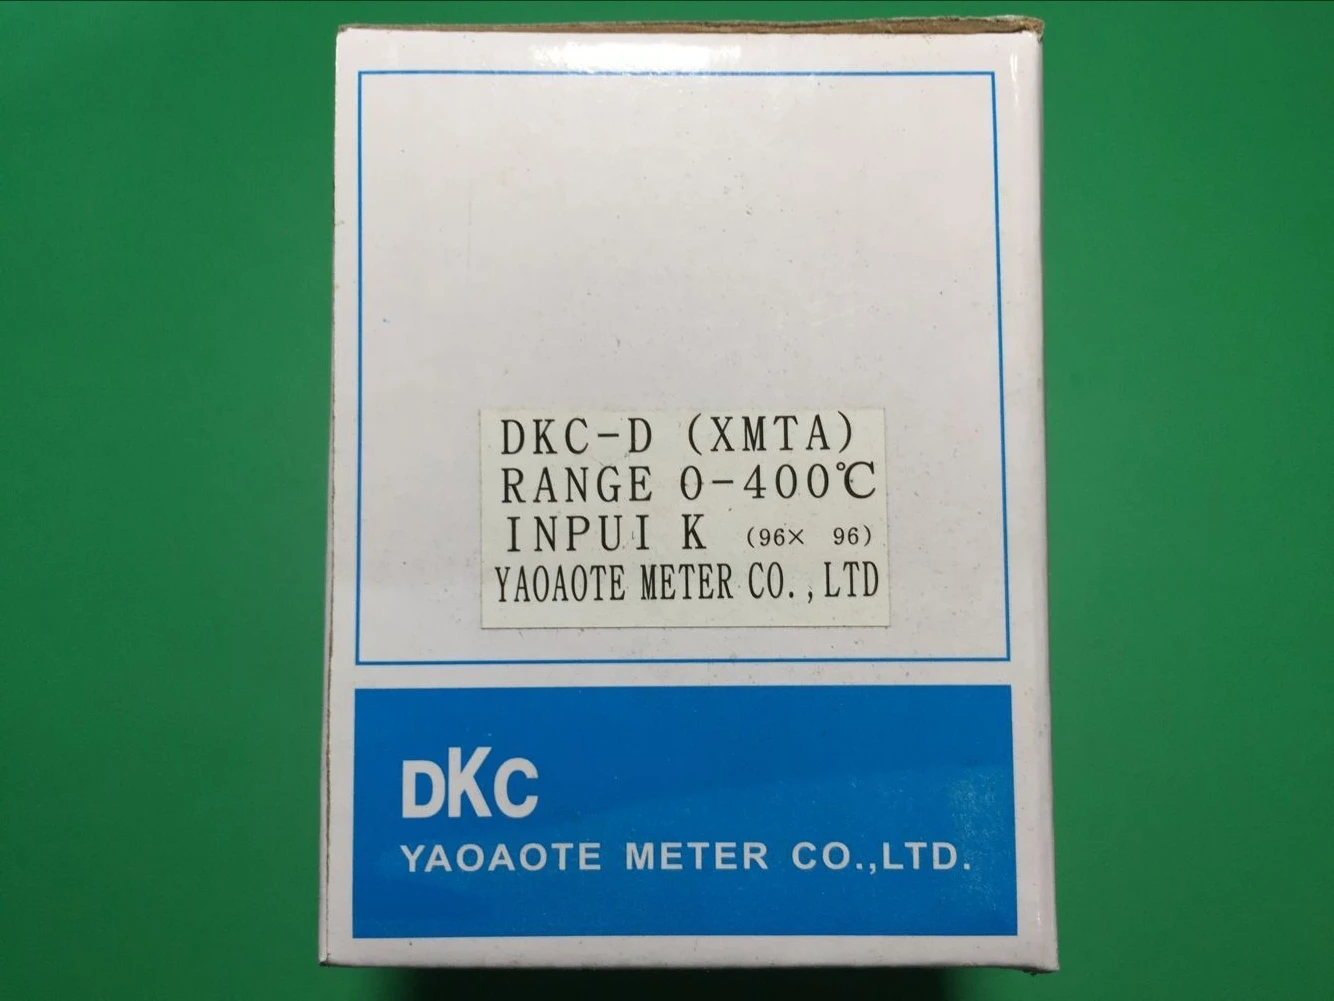 DKC-D (XMTA)
RANGE 0-400℃
INPUI K (96× 96)
YAOAOTE METER CO.,LTD
DKC
YAOAOTE METER CO.,LTD.